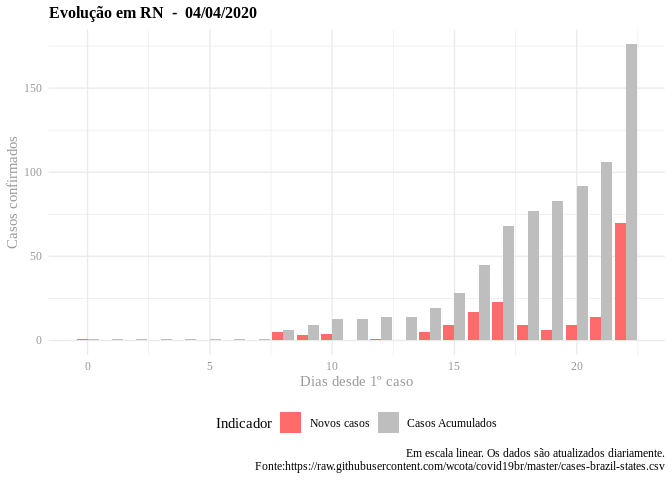 Evolução em RN - 04/04/2020
Casos confirmados
150
100
50
0
0 5 10 15 20
Dias desde 1º caso
Indicador Novos casos Casos Acumulados
Em escala linear. Os dados são atualizados diariamente.
Fonte:https://raw.githubusercontent.com/wcota/covid19br/master/cases-brazil-states.csv